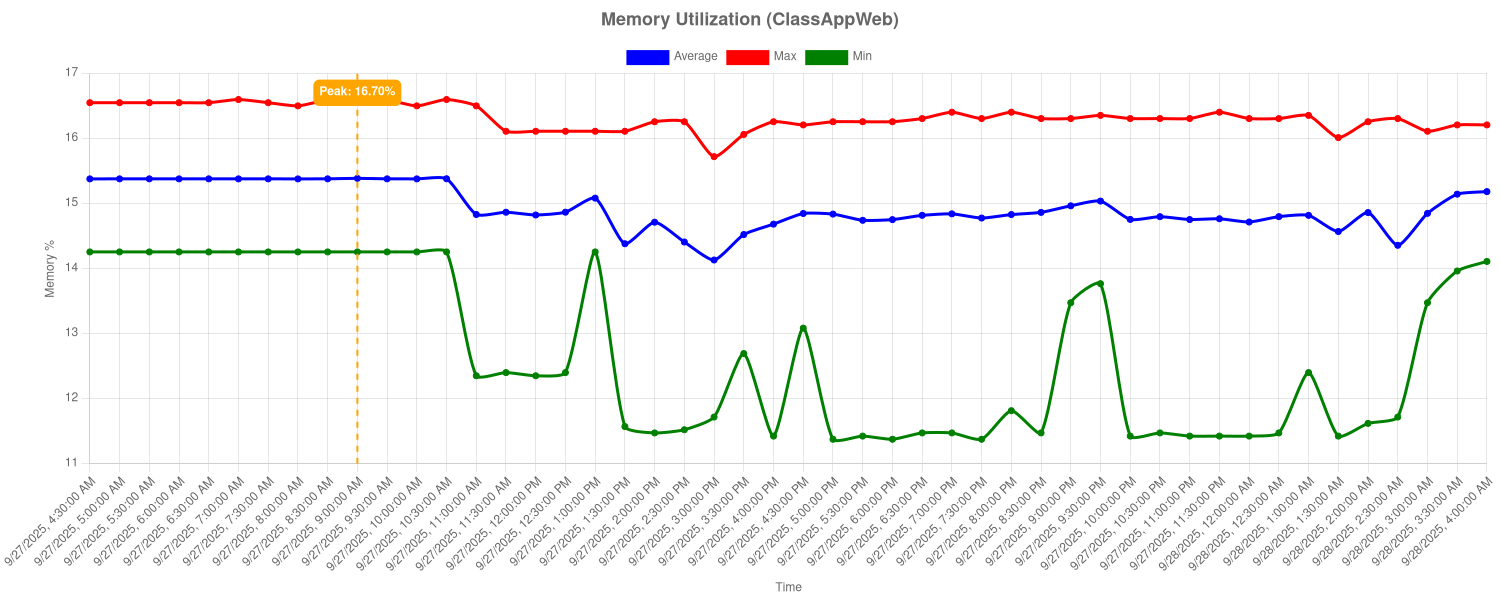 Memory Utilization (ClassAppWeb)
Average Max Min
Peak: 16.70%
17
16
15
14
13
12
11
Memory %
9/27/2025, 4:30:00 AM
9/27/2025, 5:00:00 AM
9/27/2025, 5:30:00 AM
9/27/2025, 6:00:00 AM
9/27/2025, 6:30:00 AM
9/27/2025, 7:00:00 AM
9/27/2025, 7:30:00 AM
9/27/2025, 8:00:00 AM
9/27/2025, 8:30:00 AM
9/27/2025, 9:00:00 AM
9/27/2025, 9:30:00 AM
9/27/2025, 10:00:00 AM
9/27/2025, 10:30:00 AM
9/27/2025, 11:00:00 AM
9/27/2025, 11:30:00 AM
9/27/2025, 12:00:00 PM
9/27/2025, 12:30:00 PM
9/27/2025, 1:00:00 PM
9/27/2025, 1:30:00 PM
9/27/2025, 2:00:00 PM
9/27/2025, 2:30:00 PM
9/27/2025, 3:00:00 PM
9/27/2025, 3:30:00 PM
9/27/2025, 4:00:00 PM
9/27/2025, 4:30:00 PM
9/27/2025, 5:00:00 PM
9/27/2025, 5:30:00 PM
9/27/2025, 6:00:00 PM
9/27/2025, 6:30:00 PM
9/27/2025, 7:00:00 PM
9/27/2025, 7:30:00 PM
9/27/2025, 8:00:00 PM
9/27/2025, 8:30:00 PM
9/27/2025, 9:00:00 PM
9/27/2025, 9:30:00 PM
9/27/2025, 10:00:00 PM
9/27/2025, 10:30:00 PM
9/27/2025, 11:00:00 PM
9/27/2025, 11:30:00 PM
9/28/2025, 12:00:00 AM
9/28/2025, 12:30:00 AM
9/28/2025, 1:00:00 AM
9/28/2025, 1:30:00 AM
9/28/2025, 2:00:00 AM
9/28/2025, 2:30:00 AM
9/28/2025, 3:00:00 AM
9/28/2025, 3:30:00 AM
9/28/2025, 4:00:00 AM
Time